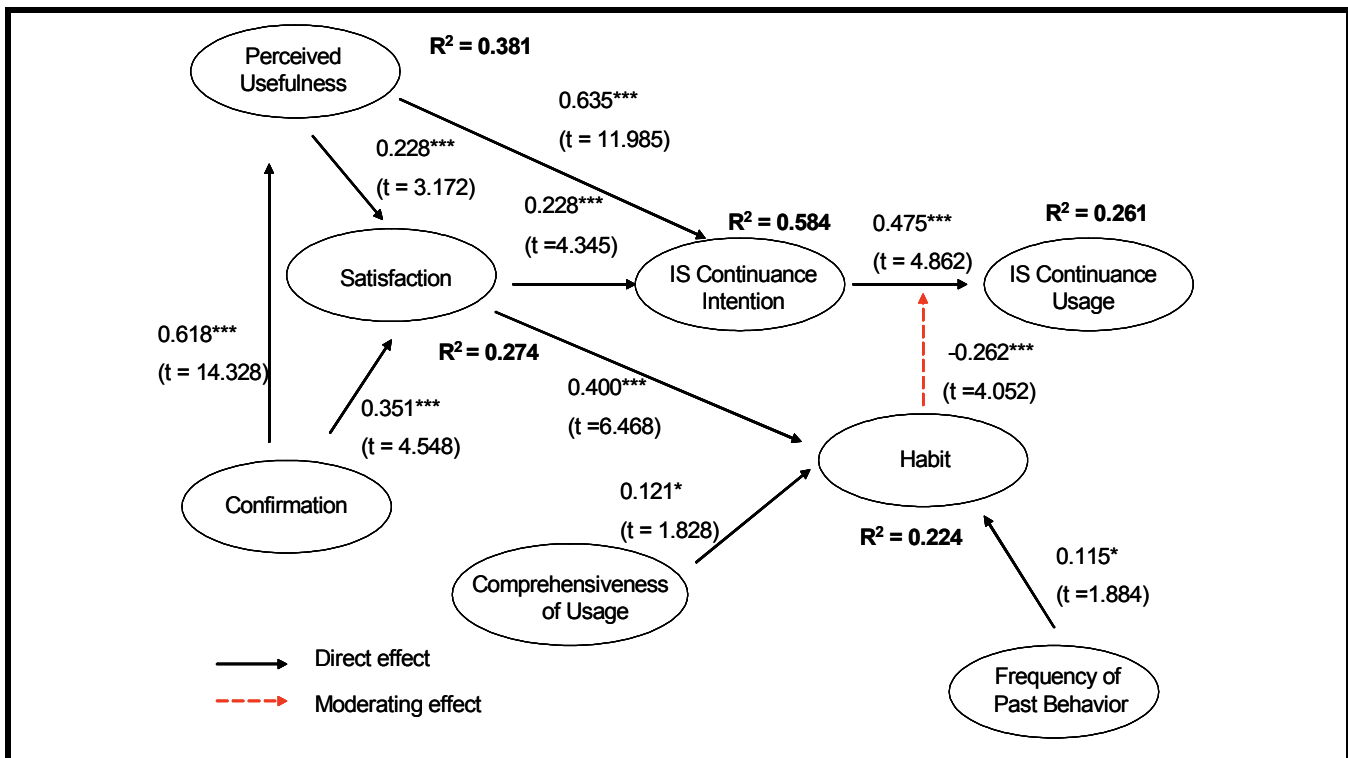 Perceived
Usefulness
R² = 0.381
0.635***
(t = 11.985)
0.228***
(t = 3.172)
0.228***
(t =4.345)
R² = 0.584
0.475***
(t = 4.862)
R² = 0.261
Satisfaction
IS Continuance
Intention
IS Continuance
Usage
0.618***
(t = 14.328)
R² = 0.274
-0.262***
(t =4.052)
0.400***
(t =6.468)
0.351***
(t = 4.548)
Habit
Confirmation
0.121*
(t = 1.828)
R² = 0.224
0.115*
(t =1.884)
Comprehensiveness
of Usage
Direct effect
Moderating effect
Frequency of
Past Behavior